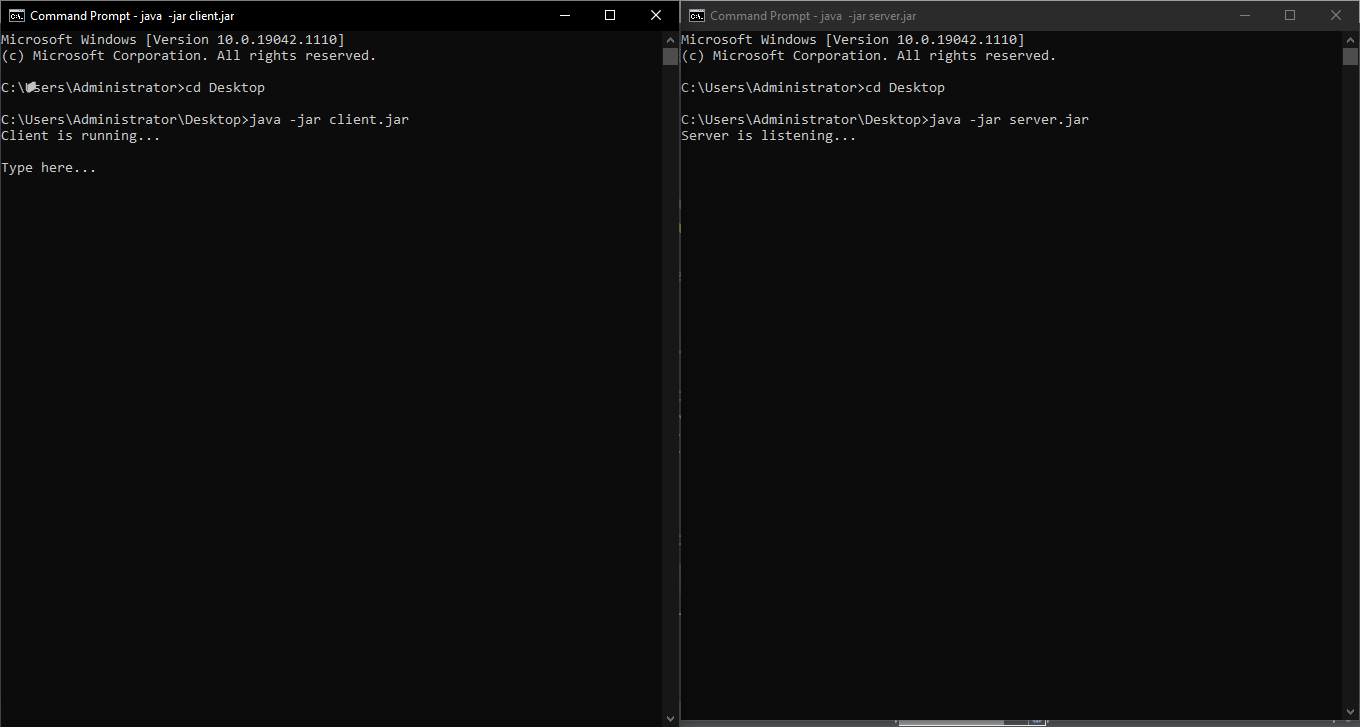 Command Prompt - java  -jar client.jar
Microsoft Windows [Version 10.0.19042.1110]
(c) Microsoft Corporation. All rights reserved.
C:\Users\Administrator>cd Desktop
C:\Users\Administrator\Desktop>java -jar client.jar
Client is running...
Type here...
Command Prompt - java  -jar server.jar
Microsoft Windows [Version 10.0.19042.1110]
(c) Microsoft Corporation. All rights reserved.
C:\Users\Administrator>cd Desktop
C:\Users\Administrator\Desktop>java -jar server.jar
Server is listening...